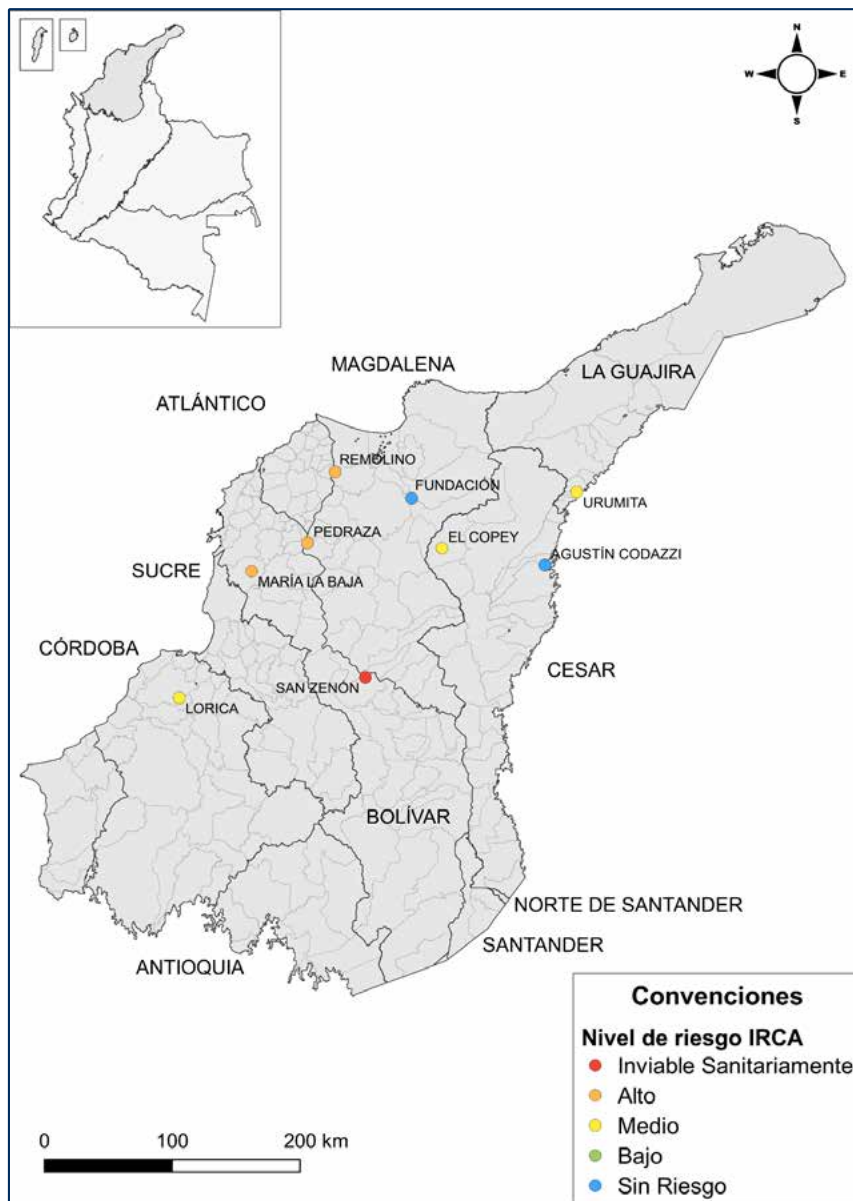 N
W
E
S
MAGDALENA
LA GUAJIRA
ATLÁNTICO
REMOLINO
FUNDACIÓN
URUMITA
PEDRAZA
EL COPEY
AGUSTÍN CODAZZI
SUCRE
MARÍA LA BAJA
CÓRDOBA
CESAR
SAN ZENÓN
LORICA
BOLÍVAR
NORTE DE SANTANDER
SANTANDER
ANTIOQUIA
Convenciones
Nivel de riesgo IRCA
Inviable Sanitariamente
Alto
Medio
Bajo
Sin Riesgo
0 100 200 km